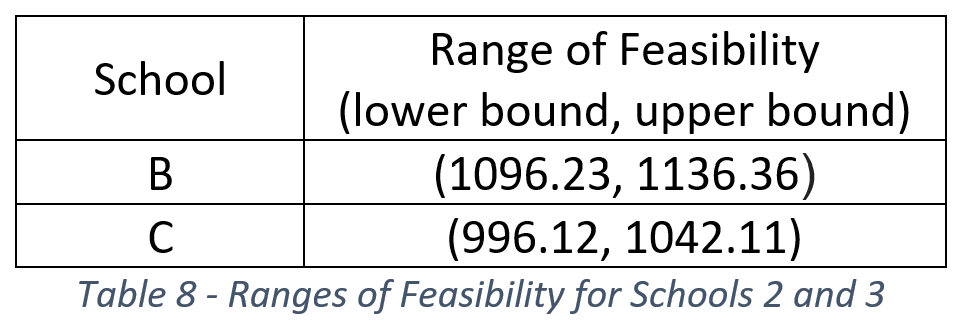 School
Range of Feasibility
(lower bound, upper bound)
B
(1096.23, 1136.36)
C
(996.12, 1042.11)
Table 8 - Ranges of Feasibility for Schools 2 and 3